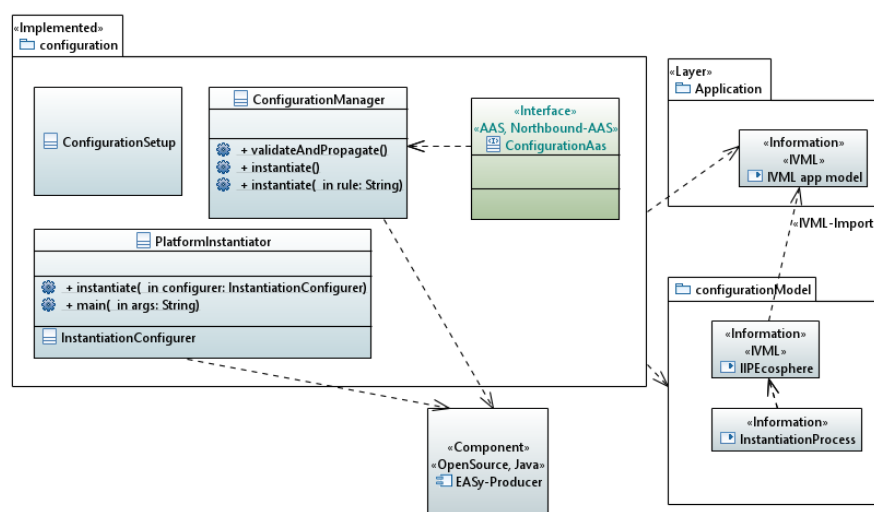 «Implemented»
configuration
ConfigurationSetup
ConfigurationManager
+ validateAndPropagate()
+ instantiate()
+ instantiate( in rule: String)
«Interface»
«AAS, Northbound-AAS»
ConfigurationAas
PlatformInstantiator
+ instantiate( in configurer: InstantiationConfigurer)
+ main( in args: String)
InstantiationConfigurer
«Component»
«OpenSource, Java»
EASy-Producer
«Layer»
Application
«Information»
«IVML»
IVML app model
«IVML-Import
configurationModel
«Information»
«IVML»
IIPEcosphere
«Information»
InstantiationProcess